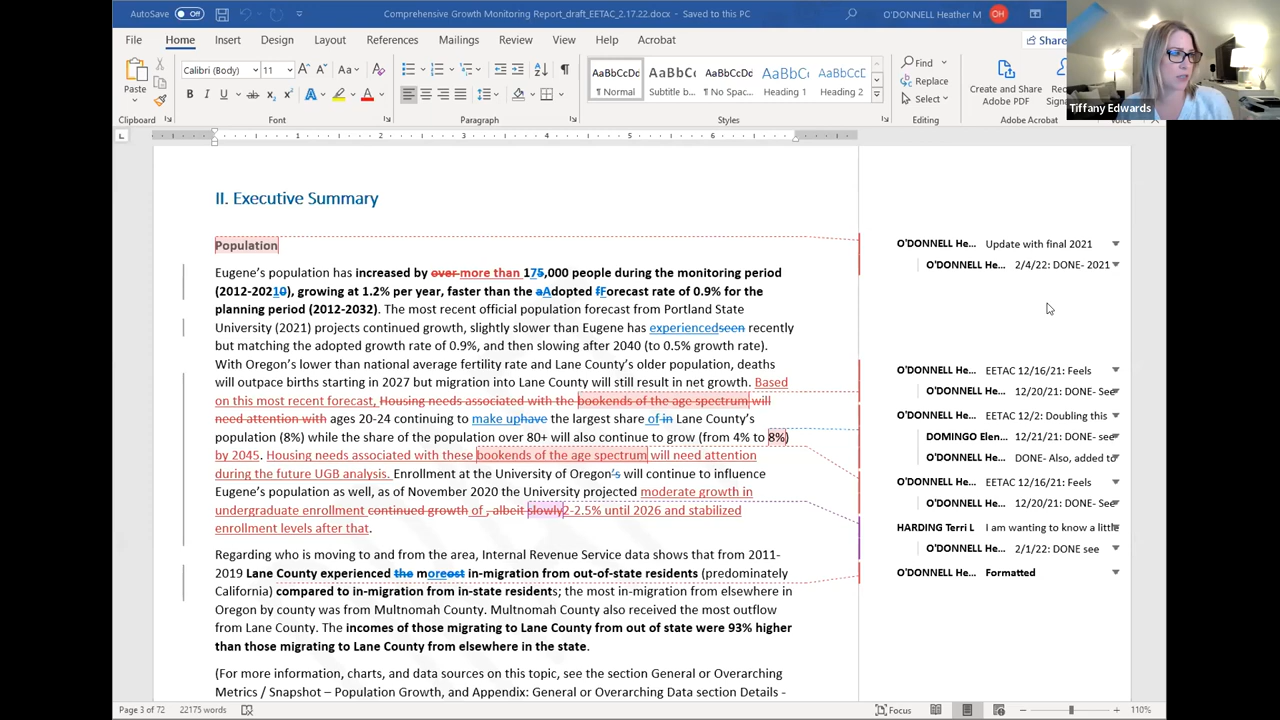 AutoSave Off Comprehensive Growth Monitoring Report_draft_EETAC_2.17.22.docx - Saved to this PC O'DONNELL Heather M OH
File Home Insert Design Layout References Mailings Review View Help Acrobat Share
Calibri (Body) 11 Aa AaBbCcDd AaBbCc AaBbCcDd AaBbC AaBbCcD Find
Paste ¶ Normal Subtitle b... ¶ No Spac... Heading 1 Heading 2 Replace Create and Share
B I U ab x2 x2 A A Select Adobe PDF
Clipboard Font Paragraph Styles Editing Adobe Acrobat Voice
Tiffany Edwards
1 2 3 4 5 6
II. Executive Summary
Population
Eugene's population has increased by over more than 175,000 people during the monitoring period
(2012-20210), growing at 1.2% per year, faster than the aAdopted fForecast rate of 0.9% for the
planning period (2012-2032). The most recent official population forecast from Portland State
University (2021) projects continued growth, slightly slower than Eugene has experiencedseen recently
but matching the adopted growth rate of 0.9%, and then slowing after 2040 (to 0.5% growth rate).
With Oregon's lower than national average fertility rate and Lane County's older population, deaths
will outpace births starting in 2027 but migration into Lane County will still result in net growth. Based
on this most recent forecast, Housing needs associated with the bookends of the age spectrum will
need attention with ages 20-24 continuing to make uphave the largest share of in Lane County's
population (8%) while the share of the population over 80+ will also continue to grow (from 4% to 8%)
by 2045. Housing needs associated with these bookends of the age spectrum will need attention
during the future UGB analysis. Enrollment at the University of Oregon's will continue to influence
Eugene's population as well, as of November 2020 the University projected moderate growth in
undergraduate enrollment continued growth of , albeit slowly2-2.5% until 2026 and stabilized
enrollment levels after that.
Regarding who is moving to and from the area, Internal Revenue Service data shows that from 2011-
2019 Lane County experienced the moreost in-migration from out-of-state residents (predominately
California) compared to in-migration from in-state residents; the most in-migration from elsewhere in
Oregon by county was from Multnomah County. Multnomah County also received the most outflow
from Lane County. The incomes of those migrating to Lane County from out of state were 93% higher
than those migrating to Lane County from elsewhere in the state.
(For more information, charts, and data sources on this topic, see the section General or Overarching
Metrics / Snapshot – Population Growth, and Appendix: General or Overarching Data section Details -
O'DONNELL He... Update with final 2021
O'DONNELL He... 2/4/22: DONE- 2021
EETAC 12/16/21: Feels
O'DONNELL He... 12/20/21: DONE- See
O'DONNELL He... EETAC 12/2: Doubling this
DOMINGO Elen... 12/21/21: DONE- see
O'DONNELL He... DONE- Also, added to
O'DONNELL He... EETAC 12/16/21: Feels
O'DONNELL He... 12/20/21: DONE- See
HARDING Terri L I am wanting to know a little
O'DONNELL He... 2/1/22: DONE see
O'DONNELL He... Formatted
Page 3 of 72 22175 words Focus 110%